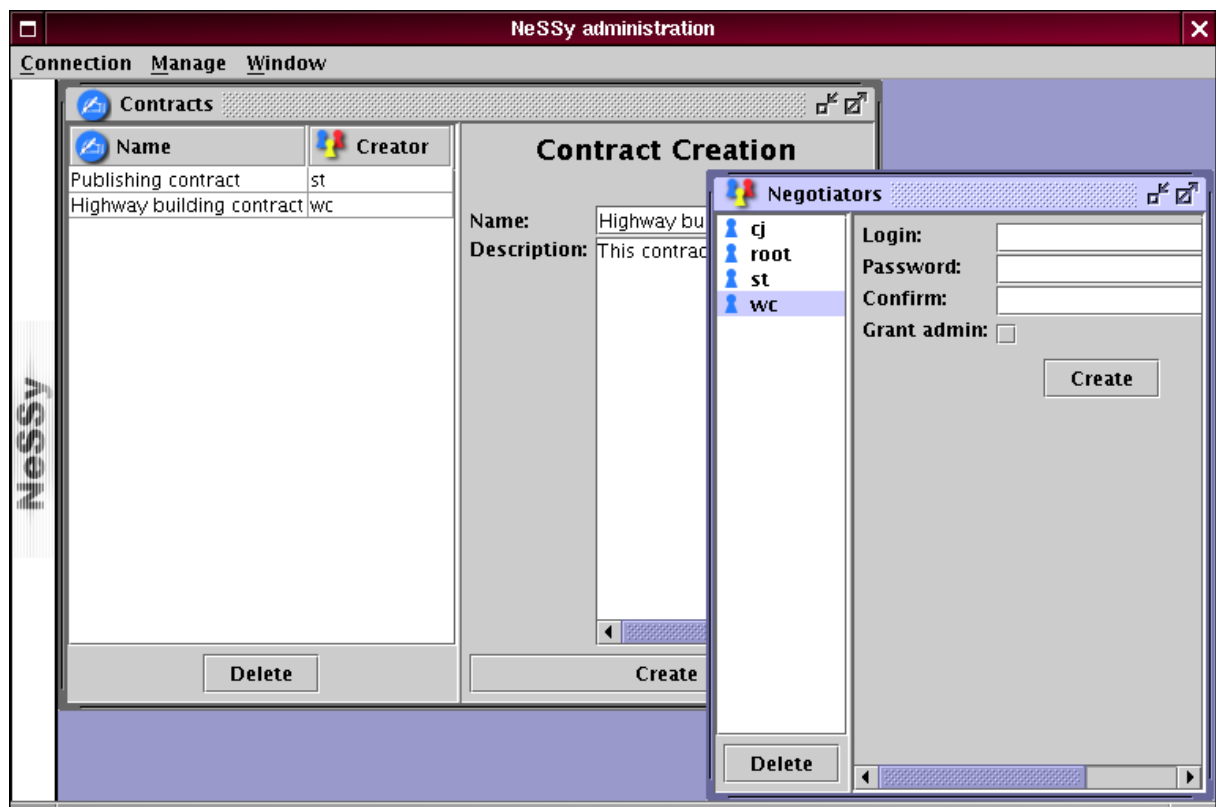 NeSSy administration
Connection Manage Window
Contracts
Name Creator
Publishing contract st
Highway building contract wc
Delete
Contract Creation
Name: Highway bu
Description: This contrac
Create
Negotiators
cj
root
st
wc
Delete
Login:
Password:
Confirm:
Grant admin:
Create
NeSSy